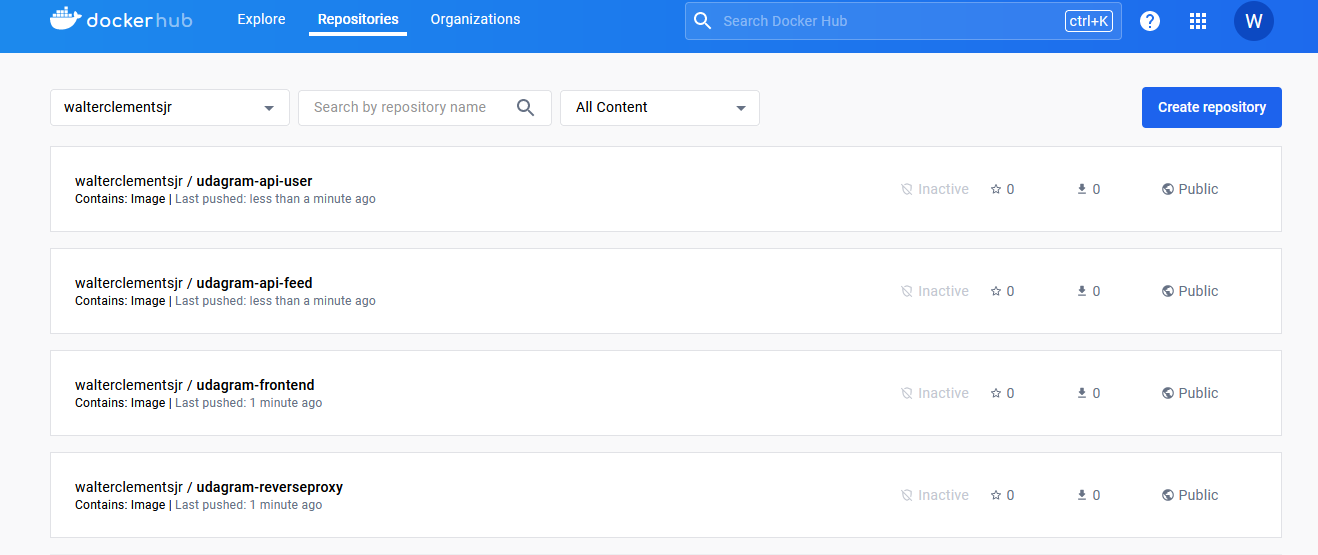 dockerhub Explore Repositories Organizations Search Docker Hub ctrl+K ? W
walterclementsjr Search by repository name All Content Create repository
walterclementsjr / udagram-api-user
Contains: Image | Last pushed: less than a minute ago
Inactive 0 0 Public
walterclementsjr / udagram-api-feed
Contains: Image | Last pushed: less than a minute ago
Inactive 0 0 Public
walterclementsjr / udagram-frontend
Contains: Image | Last pushed: 1 minute ago
Inactive 0 0 Public
walterclementsjr / udagram-reverseproxy
Contains: Image | Last pushed: 1 minute ago
Inactive 0 0 Public